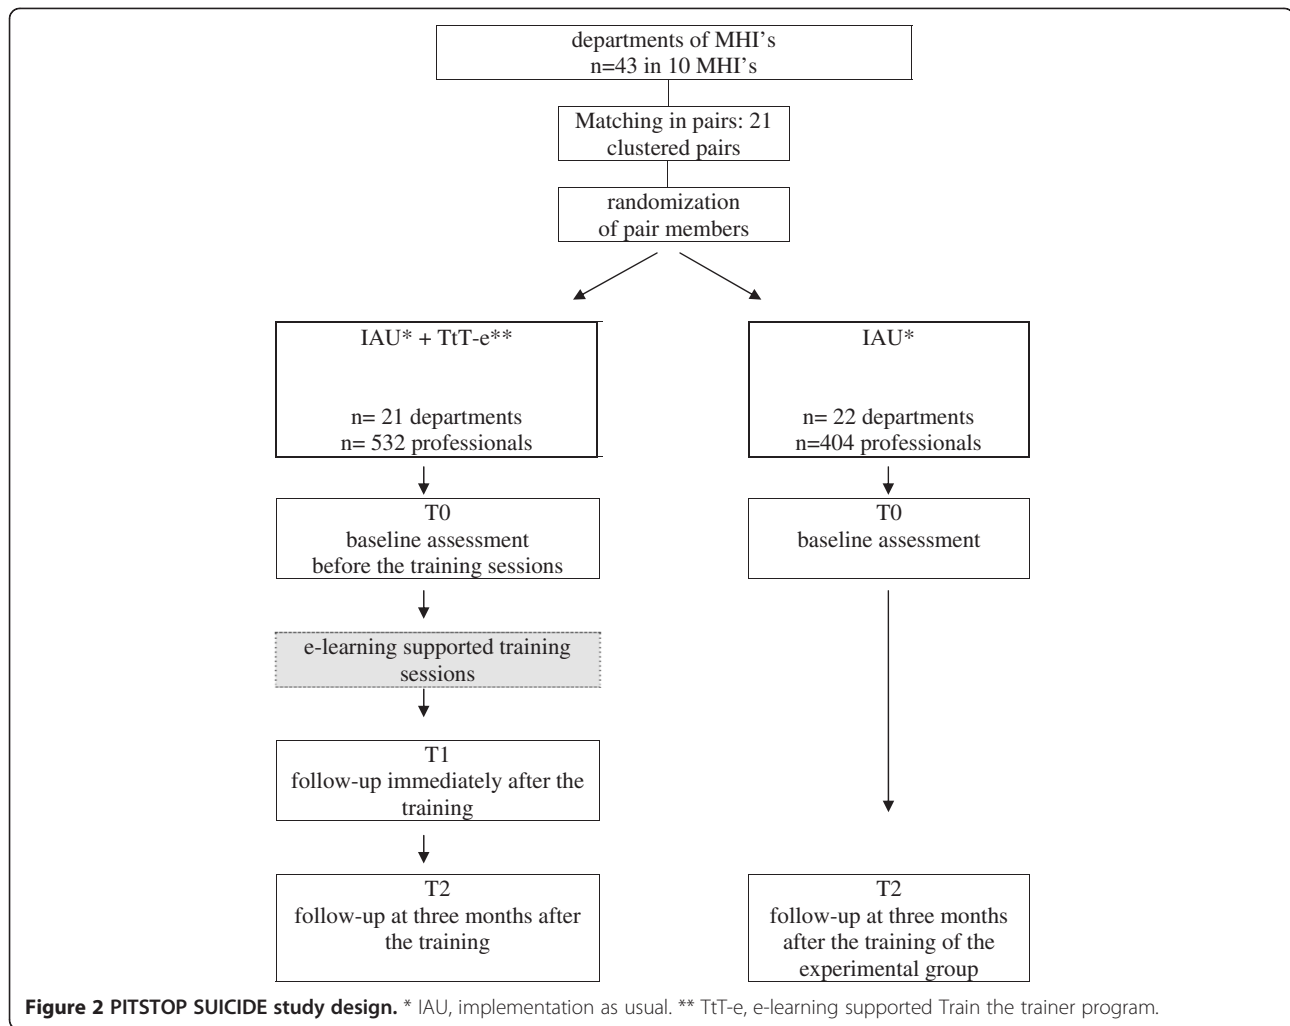 departments of MHI's
n=43 in 10 MHI's
Matching in pairs: 21
clustered pairs
randomization
of pair members
IAU* + TtT-e**
n= 21 departments
n= 532 professionals
IAU*
n= 22 departments
n=404 professionals
T0
baseline assessment
before the training sessions
T0
baseline assessment
e-learning supported training
sessions
T1
follow-up immediately after the
training
T2
follow-up at three months after
the training
T2
follow-up at three months
after the training of the
experimental group
Figure 2 PITSTOP SUICIDE study design. * IAU, implementation as usual. ** TtT-e, e-learning supported Train the trainer program.